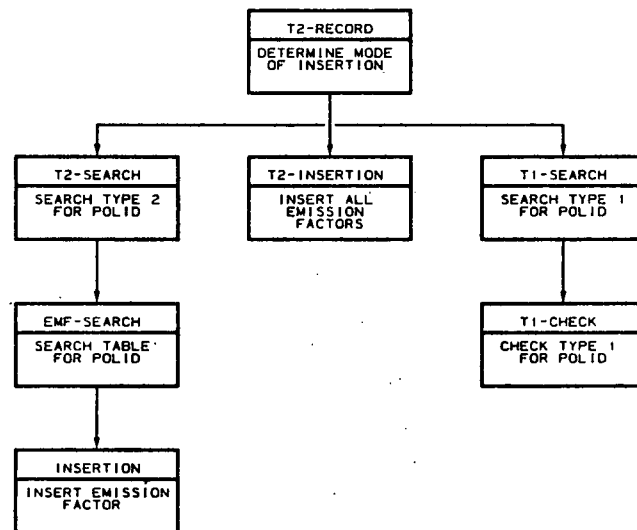 T2-RECORD
DETERMINE MODE
OF INSERTION
T2-SEARCH
SEARCH TYPE 2
FOR POLID
T2-INSERTION
INSERT ALL
EMISSION
FACTORS
T1-SEARCH
SEARCH TYPE 1
FOR POLID
EMF-SEARCH
SEARCH TABLE
FOR POLID
T1-CHECK
CHECK TYPE 1
FOR POLID
INSERTION
INSERT EMISSION
FACTOR